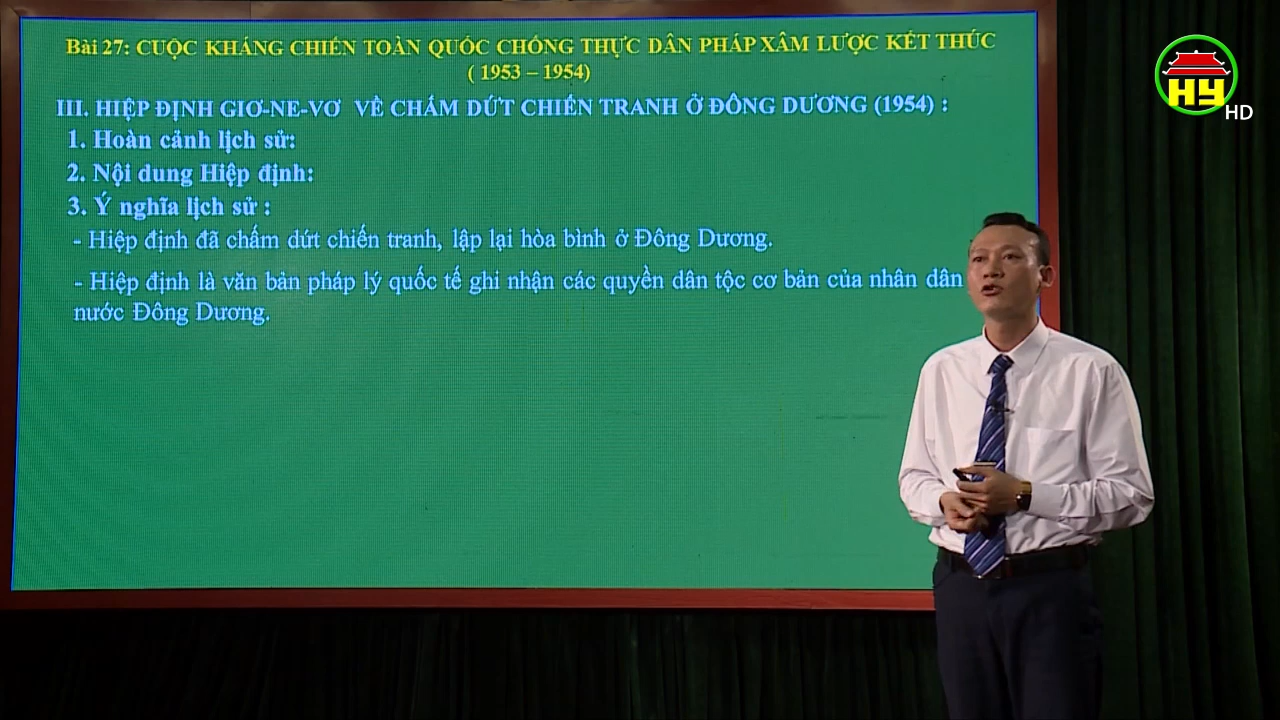 Bài 27: CUỘC KHÁNG CHIẾN TOÀN QUỐC CHỐNG THỰC DÂN PHÁP XÂM LƯỢC KẾT THÚC
( 1953 – 1954)
III. HIỆP ĐỊNH GIƠ-NE-VƠ VỀ CHẤM DỨT CHIẾN TRANH Ở ĐÔNG DƯƠNG (1954) :
1. Hoàn cảnh lịch sử:
2. Nội dung Hiệp định:
3. Ý nghĩa lịch sử :
- Hiệp định đã chấm dứt chiến tranh, lập lại hòa bình ở Đông Dương.
- Hiệp định là văn bản pháp lý quốc tế ghi nhận các quyền dân tộc cơ bản của nhân dân
nước Đông Dương.
HY
HD